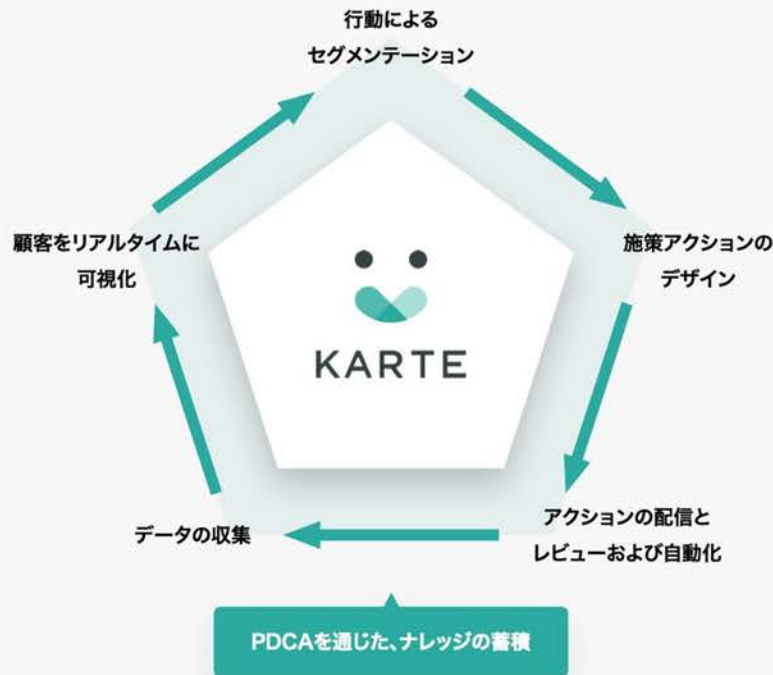 行動による
セグメンテーション
顧客をリアルタイムに
可視化
施策アクションの
デザイン
KARTE
データの収集
アクションの配信と
レビューおよび自動化
PDCAを通じた、ナレッジの蓄積